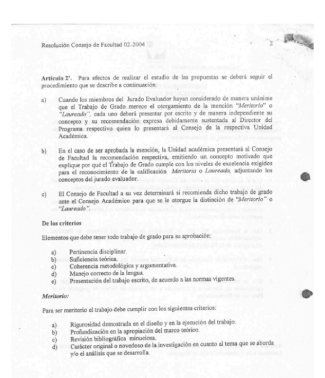 Resolución Consejo de Facultad 02-2004
2
Artículo 2°. Para efectos de realizar el estudio de las propuestas se deberá seguir el
procedimiento que se describe a continuación:
a) Cuando los miembros del Jurado Evaluador hayan considerado de manera unánime
que el Trabajo de Grado merece el otorgamiento de la mención "Meritorio" o
"Laureado", cada uno deberá presentar por escrito y de manera independiente su
concepto y su recomendación expresa debidamente sustentada al Director del
Programa respectivo quien lo presentará al Consejo de la respectiva Unidad
Académica.
b) En el caso de ser aprobada la mención, la Unidad académica presentará al Consejo
de Facultad la recomendación respectiva, emitiendo un concepto motivado que
explique por qué el Trabajo de Grado cumple con los niveles de excelencia exigidos
para el reconocimiento de la calificación Meritorio o Laureado, adjuntando los
conceptos del jurado evaluador.
c) El Consejo de Facultad a su vez determinará si recomienda dicho trabajo de grado
ante el Consejo Académico para que se le otorgue la distinción de "Meritorio" o
"Laureado".
De los criterios
Elementos que debe tener todo trabajo de grado para su aprobación:
a) Pertinencia disciplinar.
b) Suficiencia teórica.
c) Coherencia metodológica y argumentativa.
d) Manejo correcto de la lengua.
e) Presentación del trabajo escrito, de acuerdo a las normas vigentes.
Meritorio:
Para ser meritorio el trabajo debe cumplir con los siguientes criterios:
a) Rigurosidad demostrada en el diseño y en la ejecución del trabajo.
b) Profundización en la apropiación del marco teórico.
c) Revisión bibliográfica minuciosa.
d) Carácter original o novedoso de la investigación en cuanto al tema que se aborda
y/o el análisis que se desarrolla